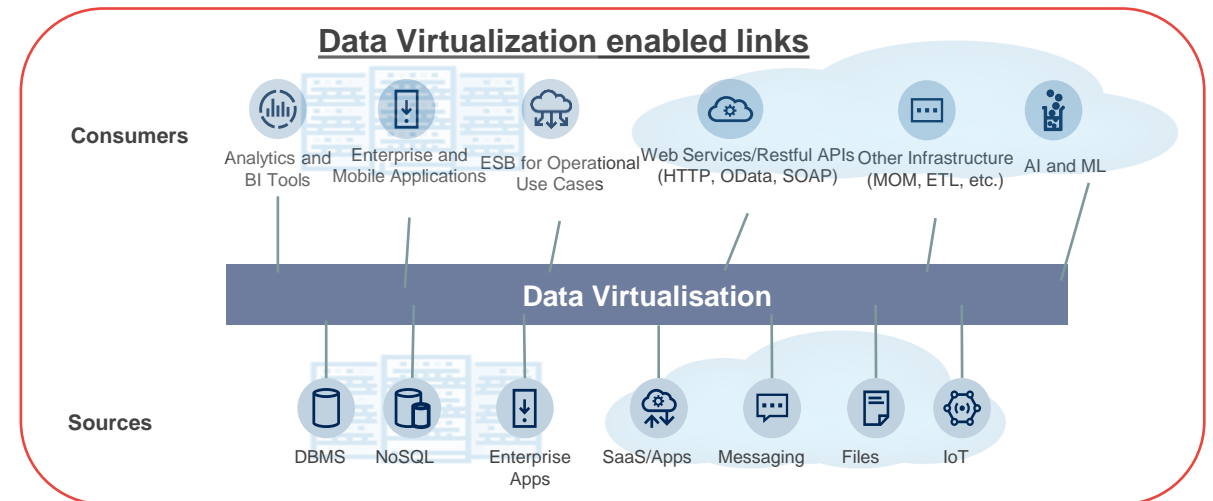 Data Virtualization enabled links
Consumers
Analytics and
BI Tools
Enterprise and
Mobile Applications
ESB for Operational
Use Cases
Web Services/Restful APIs
(HTTP, OData, SOAP)
Other Infrastructure
(MOM, ETL, etc.)
AI and ML
Data Virtualisation
Sources
DBMS
NoSQL
Enterprise
Apps
SaaS/Apps
Messaging
Files
IoT